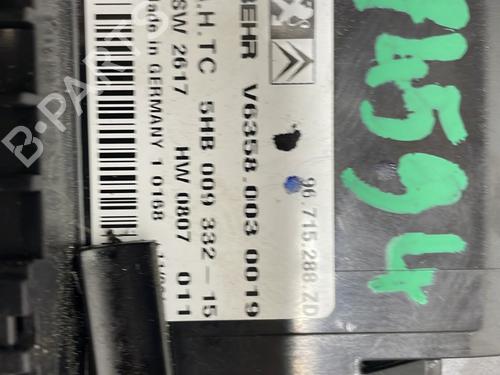 96.715.288.ZD
BEHR V6358.003 0019
A.H.TC 5HB 009 332-15
SW 2617 HW 0807 011
Made in GERMANY 1 0168
B-PARTS